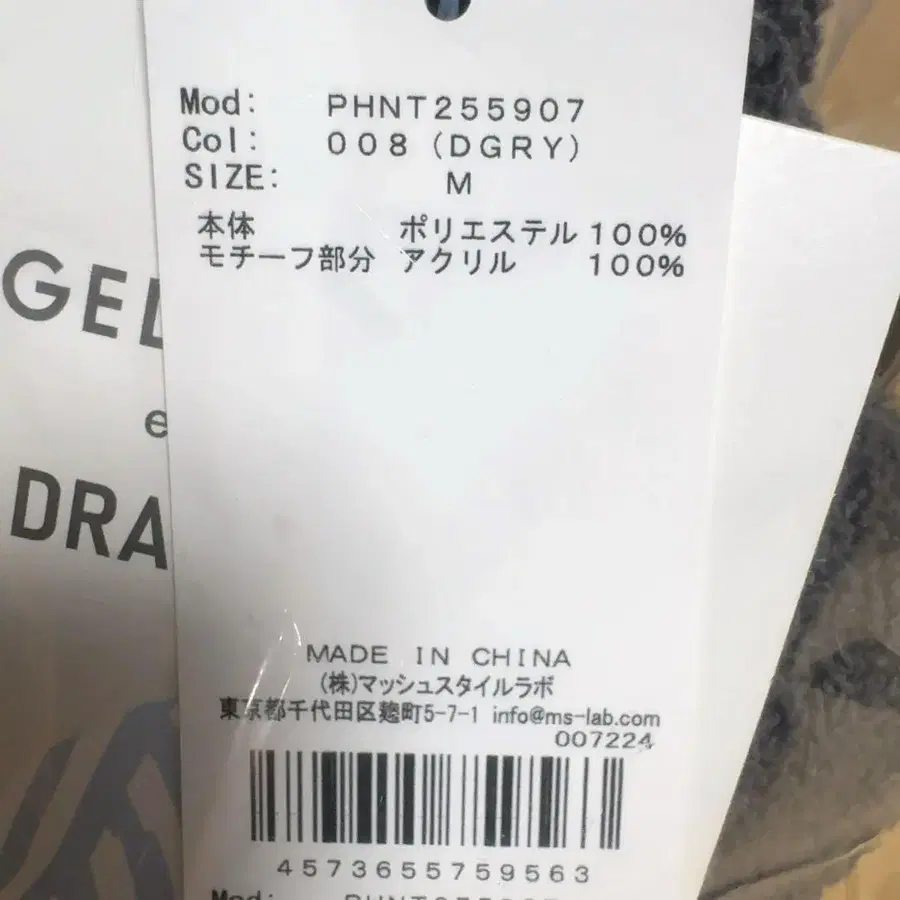 Mod: PHNT255907
Col: 008 (DGRY)
SIZE: M
本体 ポリエステル 100%
モチーフ部分 アクリル 100%
GEL
e
DRA
MADE IN CHINA
(株)マッシュスタイルラボ
東京都千代田区麹町5-7-1 info@ms-lab.com
007224
4573655759563
Mod: